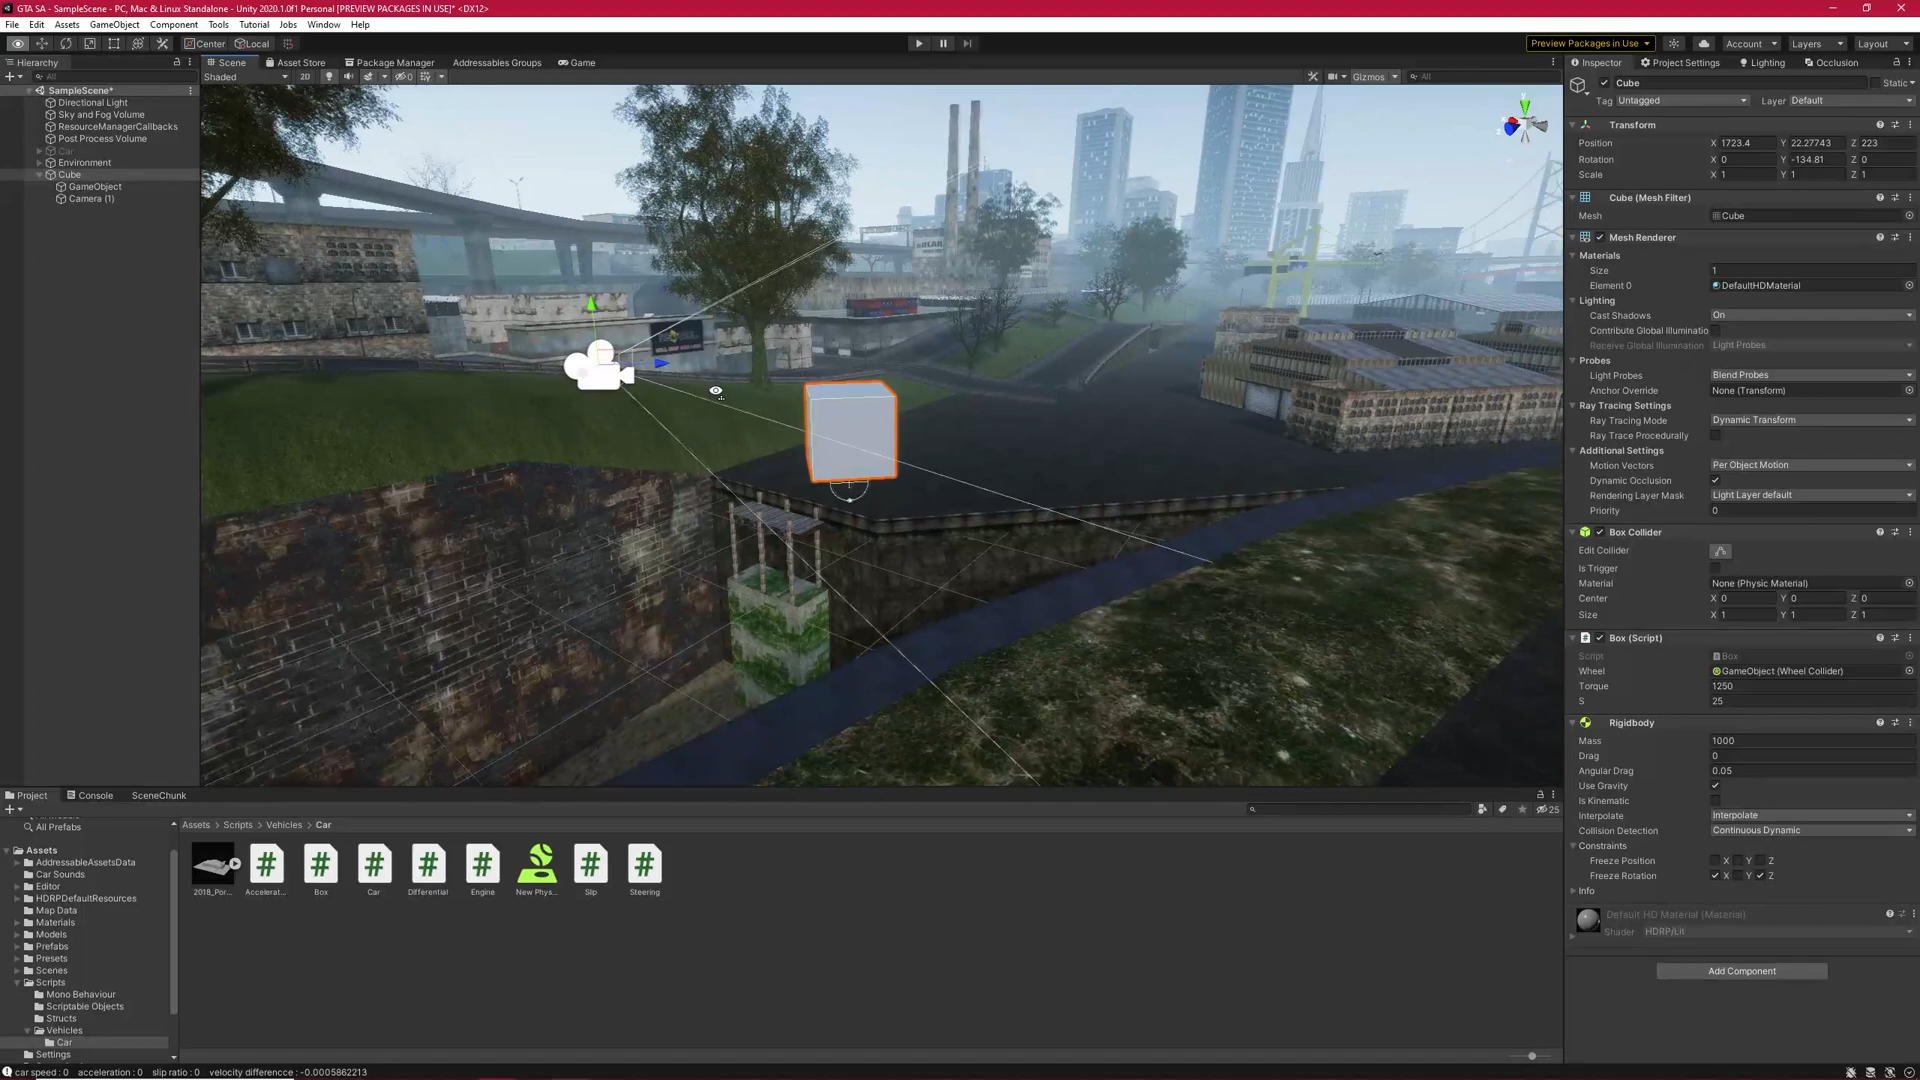 GTA SA - SampleScene - PC, Mac & Linux Standalone - Unity 2020.1.0f1 Personal [PREVIEW PACKAGES IN USE]* <DX12>
File Edit Assets GameObject Component Tools Tutorial Jobs Window Help
Center Local
Preview Packages in Use Account Layers Layout
Hierarchy
All
SampleScene*
Directional Light
Sky and Fog Volume
ResourceManagerCallbacks
Post Process Volume
Car
Environment
Cube
GameObject
Camera (1)
Scene Asset Store Package Manager Addressables Groups Game
Shaded 2D 0 Gizmos All
Inspector Project Settings Lighting Occlusion
Cube Static
Tag Untagged Layer Default
Transform
Position X 1723.4 Y 22.27743 Z 223
Rotation X 0 Y -134.81 Z 0
Scale X 1 Y 1 Z 1
Cube (Mesh Filter)
Mesh Cube
Mesh Renderer
Materials
Size 1
Element 0 DefaultHDMaterial
Lighting
Cast Shadows On
Contribute Global Illuminatio
Receive Global Illumination Light Probes
Probes
Light Probes Blend Probes
Anchor Override None (Transform)
Ray Tracing Settings
Ray Tracing Mode Dynamic Transform
Ray Trace Procedurally
Additional Settings
Motion Vectors Per Object Motion
Dynamic Occlusion
Rendering Layer Mask Light Layer default
Priority 0
Box Collider
Edit Collider
Is Trigger
Material None (Physic Material)
Center X 0 Y 0 Z 0
Size X 1 Y 1 Z 1
Box (Script)
Script Box
Wheel GameObject (Wheel Collider)
Torque 1250
S 25
Rigidbody
Mass 1000
Drag 0
Angular Drag 0.05
Use Gravity
Is Kinematic
Interpolate Interpolate
Collision Detection Continuous Dynamic
Constraints
Freeze Position X Y Z
Freeze Rotation X Y Z
Info
Default HD Material (Material)
Shader HDRP/Lit
Add Component
Project Console SceneChunk
25
All Prefabs
Assets
AddressableAssetsData
Car Sounds
Editor
HDRPDefaultResources
Map Data
Materials
Models
Prefabs
Presets
Scenes
Scripts
Mono Behaviour
Scriptable Objects
Structs
Vehicles
Car
Settings
Assets > Scripts > Vehicles > Car
2018_Por... Accelerat... Box Car Differential Engine New Phys... Slip Steering
car speed : 0 acceleration : 0 slip ratio : 0 velocity differencce : -0.0005862213